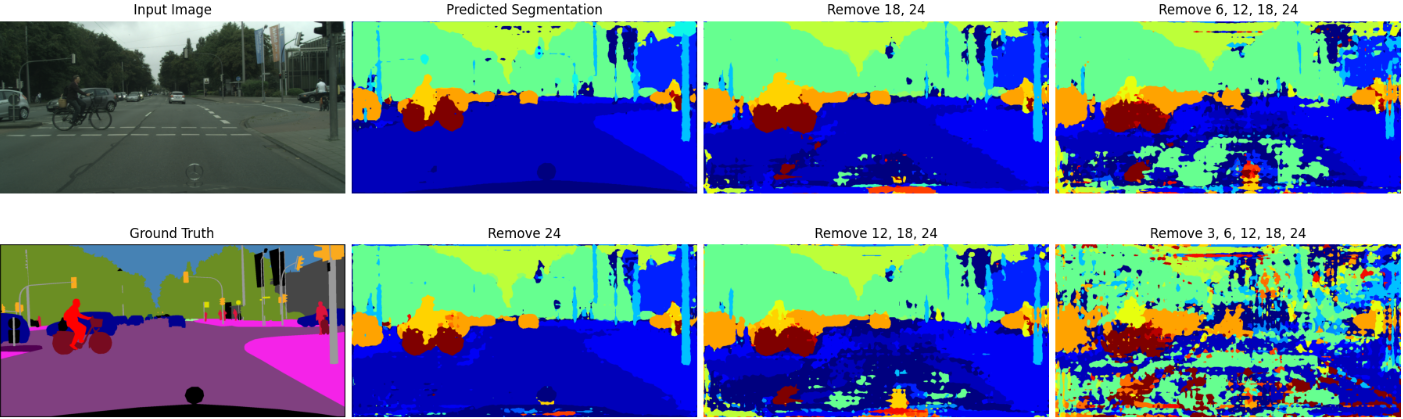 Input Image
Predicted Segmentation
Remove 18, 24
Remove 6, 12, 18, 24
Ground Truth
Remove 24
Remove 12, 18, 24
Remove 3, 6, 12, 18, 24